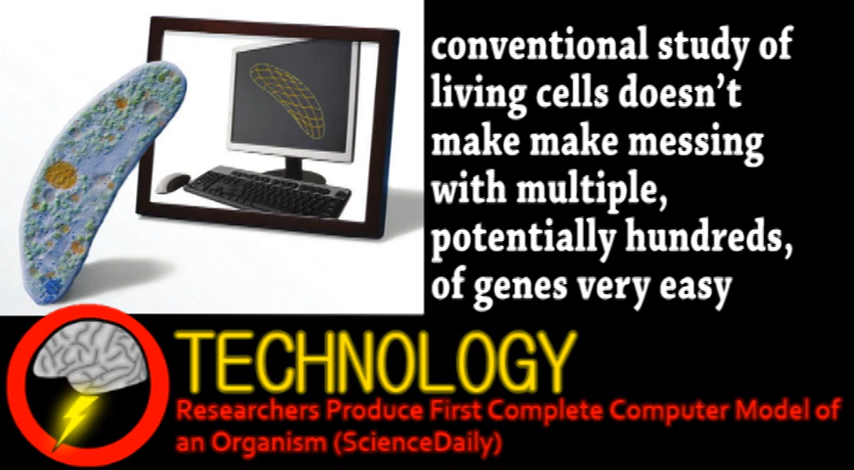 conventional study of
living cells doesn't
make make messing
with multiple,
potentially hundreds,
of genes very easy
TECHNOLOGY
Researchers Produce First Complete Computer Model of
an Organism (ScienceDaily)